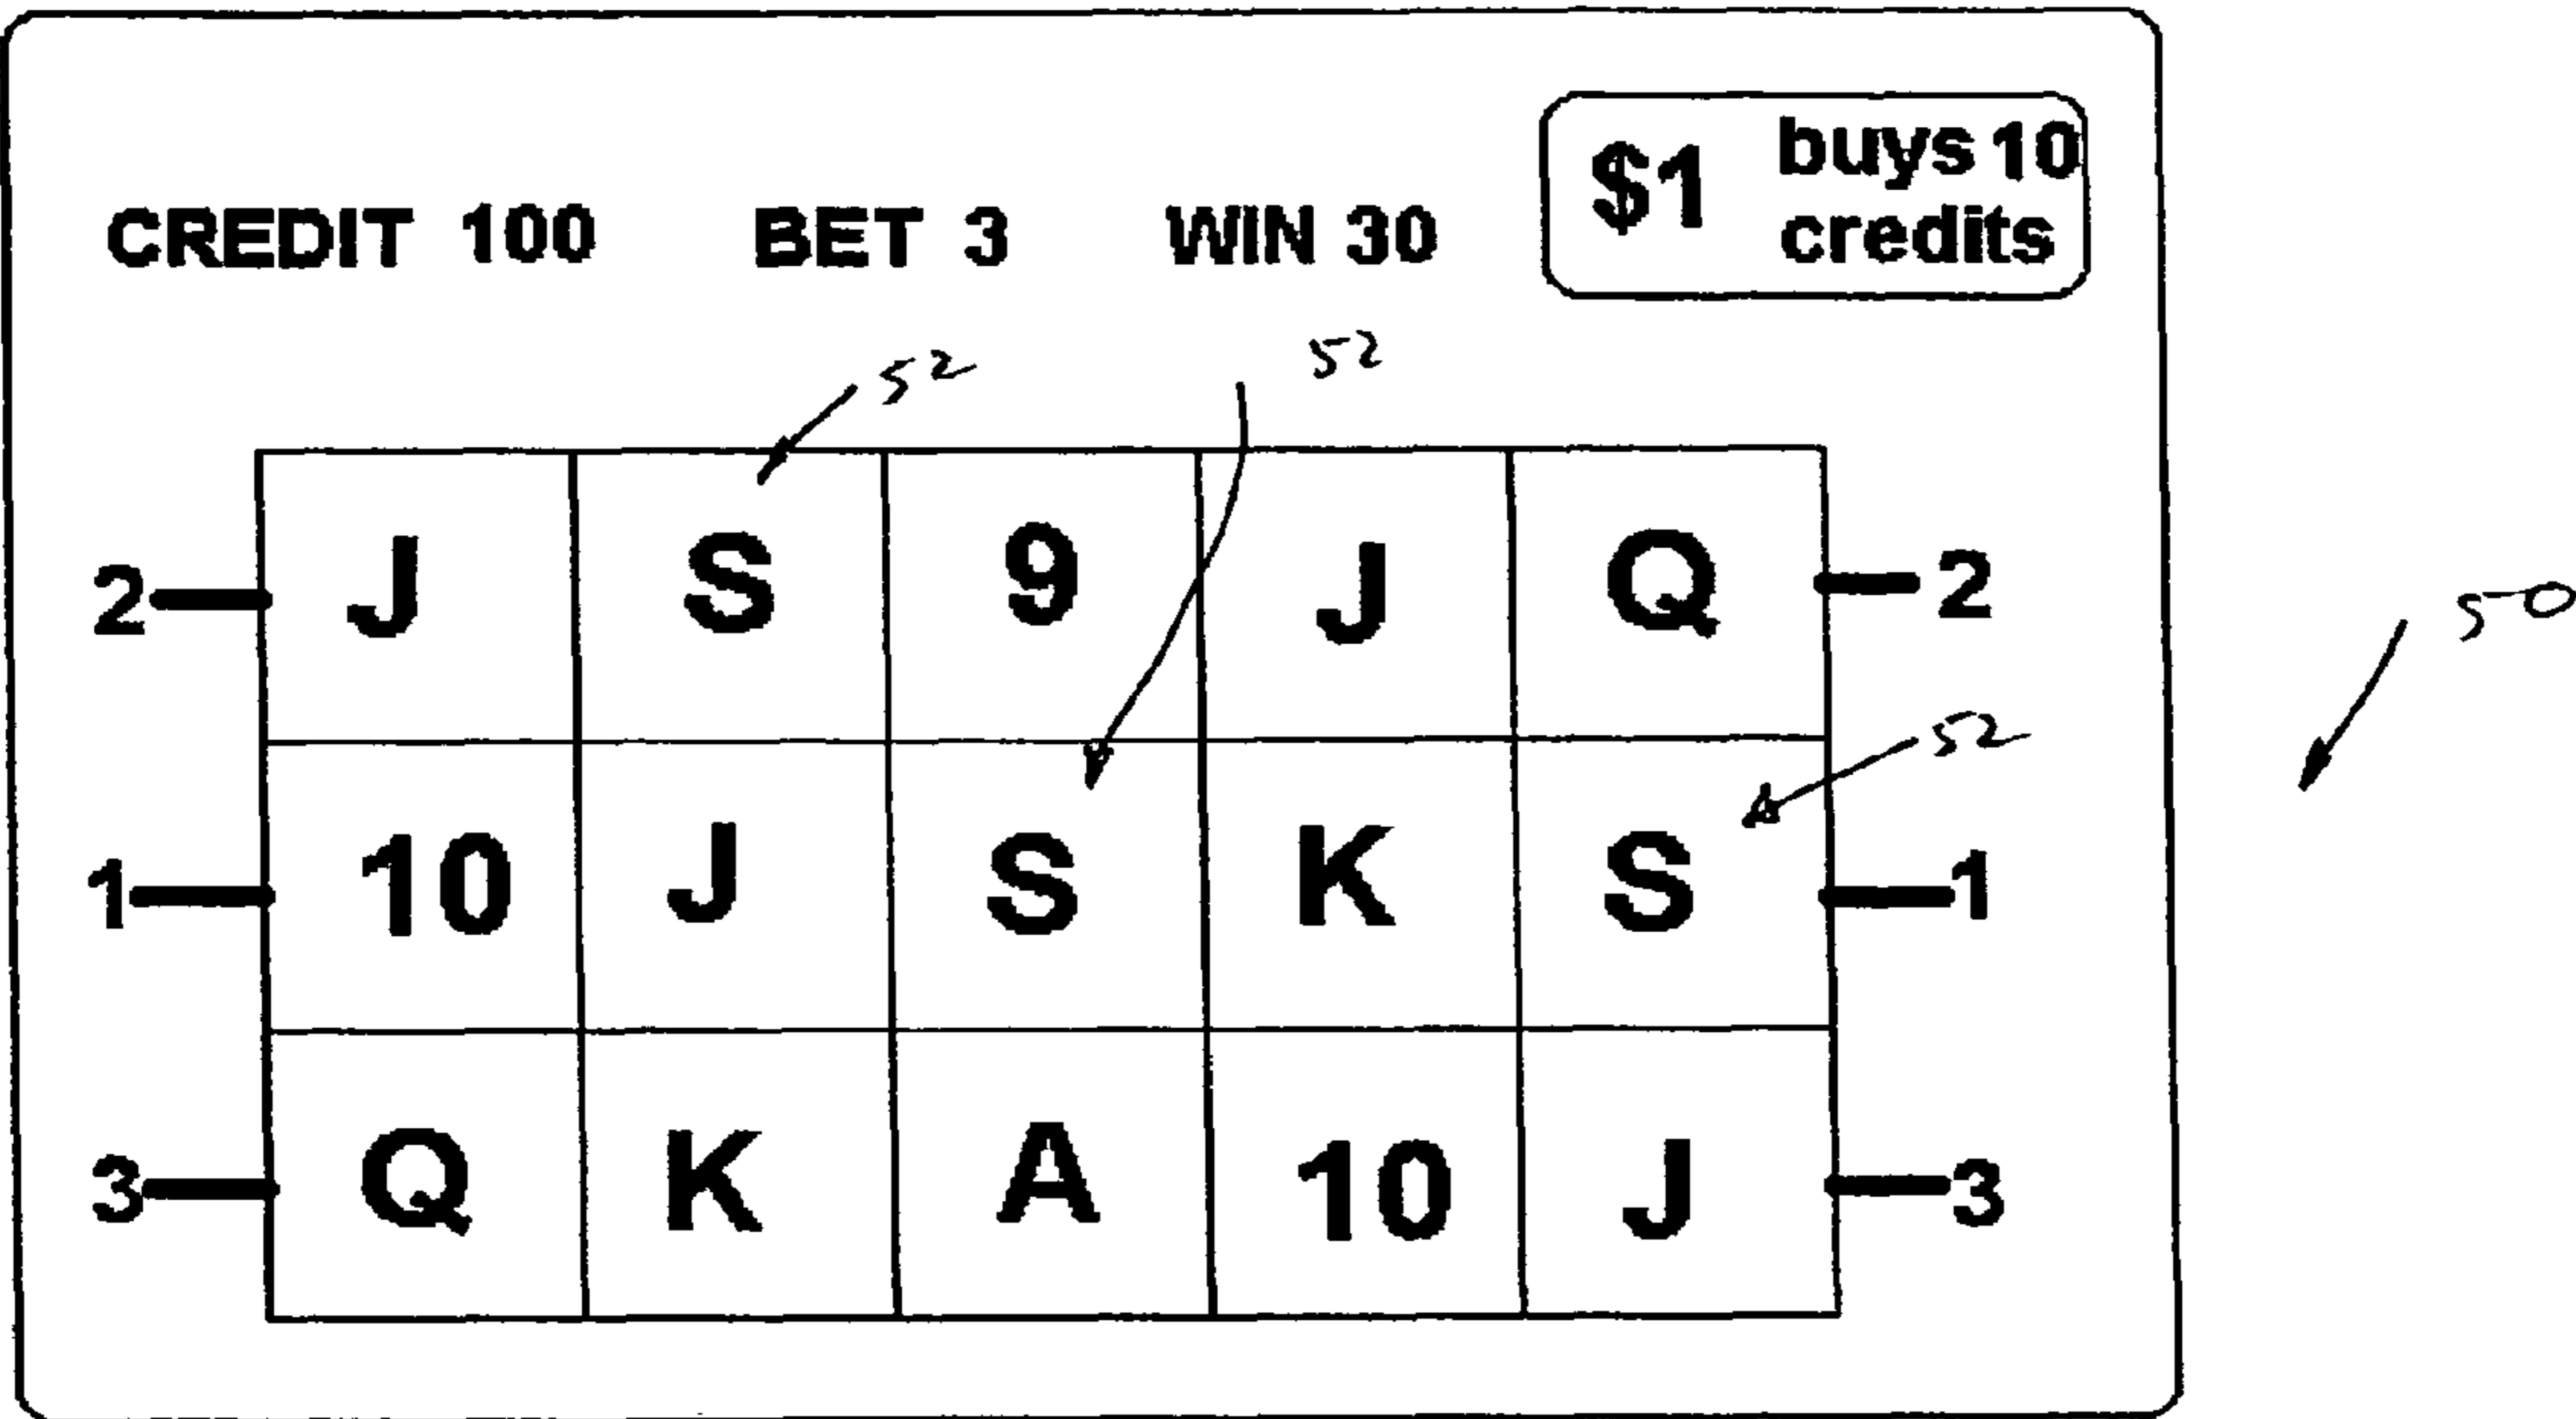 buys 10
$1
CREDIT 100 BET 3 WIN 30 credits
52 52
2 J S 9 J Q 2
50
52
1 10 J S K S 1
3 Q K A 10 J 3